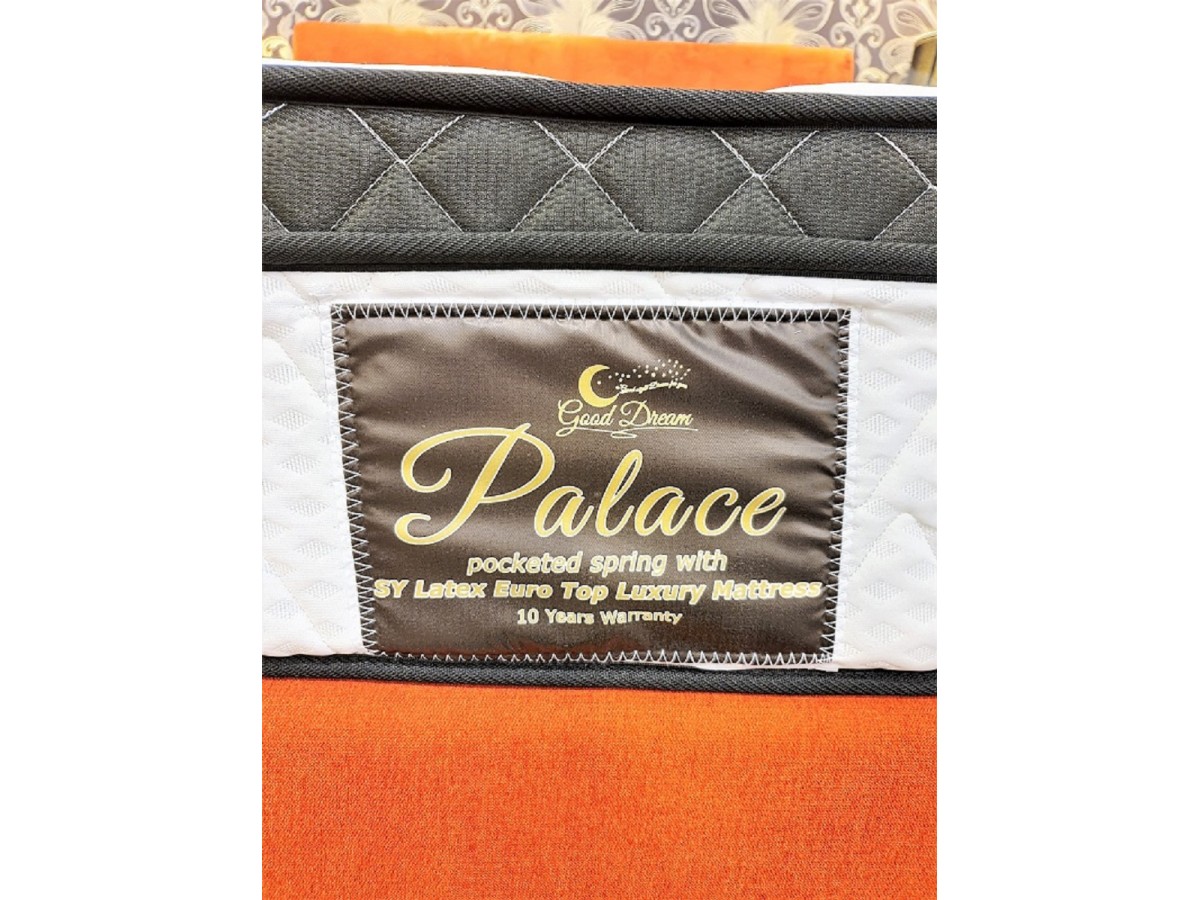 Good Dream
Palace
pocketed spring with
SY Latex Euro Top Luxury Mattress
10 Years Warranty